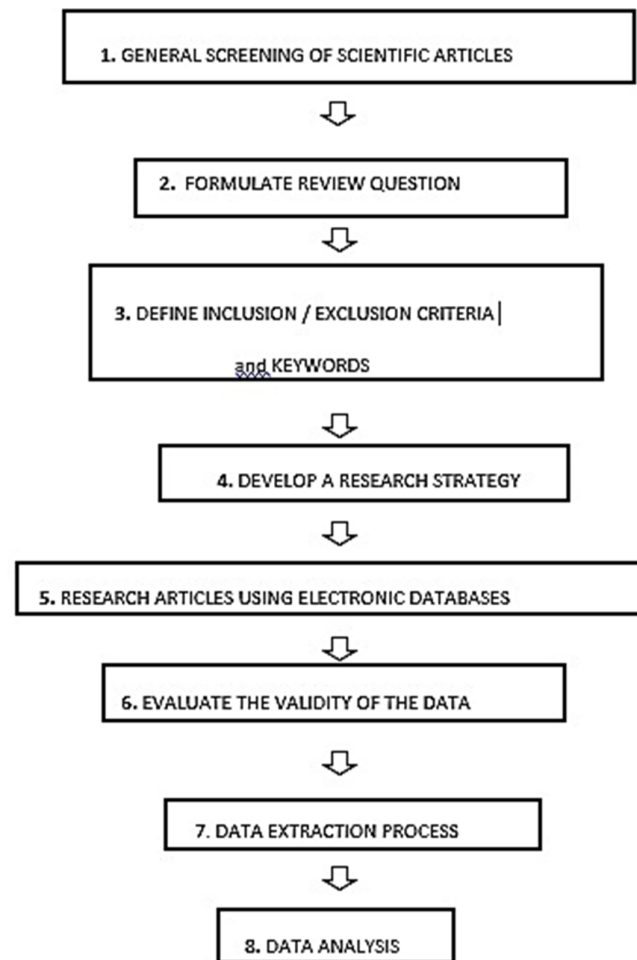 1. GENERAL SCREENING OF SCIENTIFIC ARTICLES
2. FORMULATE REVIEW QUESTION
3. DEFINE INCLUSION / EXCLUSION CRITERIA
and KEYWORDS
4. DEVELOP A RESEARCH STRATEGY
5. RESEARCH ARTICLES USING ELECTRONIC DATABASES
6. EVALUATE THE VALIDITY OF THE DATA
7. DATA EXTRACTION PROCESS
8. DATA ANALYSIS